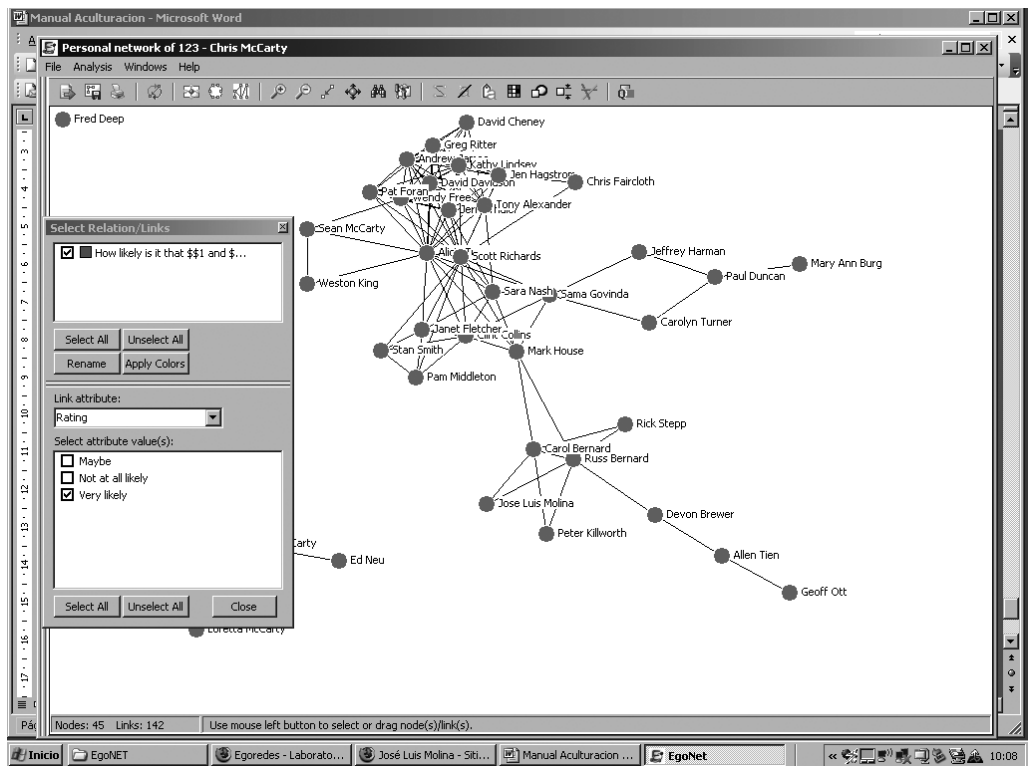 Manual Aculturacion - Microsoft Word
Personal network of 123 - Chris McCarty
File Analysis Windows Help
Fred Deep
David Cheney
Greg Ritter
Kathy Lindsey
Jen Hagstrom
Chris Faircloth
David Davidson
Pat Foran
Wendy Free
Tony Alexander
Sean McCarty
Scott Richards
Jeffrey Harman
Mary Ann Burg
Paul Duncan
Weston King
Sara Nash
Sama Govinda
Carolyn Turner
Janet Fletcher
Collins
Stan Smith
Mark House
Pam Middleton
Rick Stepp
Carol Bernard
Russ Bernard
Jose Luis Molina
Devon Brewer
Peter Killworth
Allen Tien
Geoff Ott
Carty
Ed Neu
Loretta McCarty
Select Relation/Links
How likely is it that $$1 and $...
Select All Unselect All
Rename Apply Colors
Link attribute:
Rating
Select attribute value(s):
Maybe
Not at all likely
Very likely
Select All Unselect All Close
Nodes: 45 Links: 142 Use mouse left button to select or drag node(s)/link(s).
Inicio EgoNET Egoredes - Laborato... José Luis Molina - Siti... Manual Aculturacion ... EgoNet 10:08